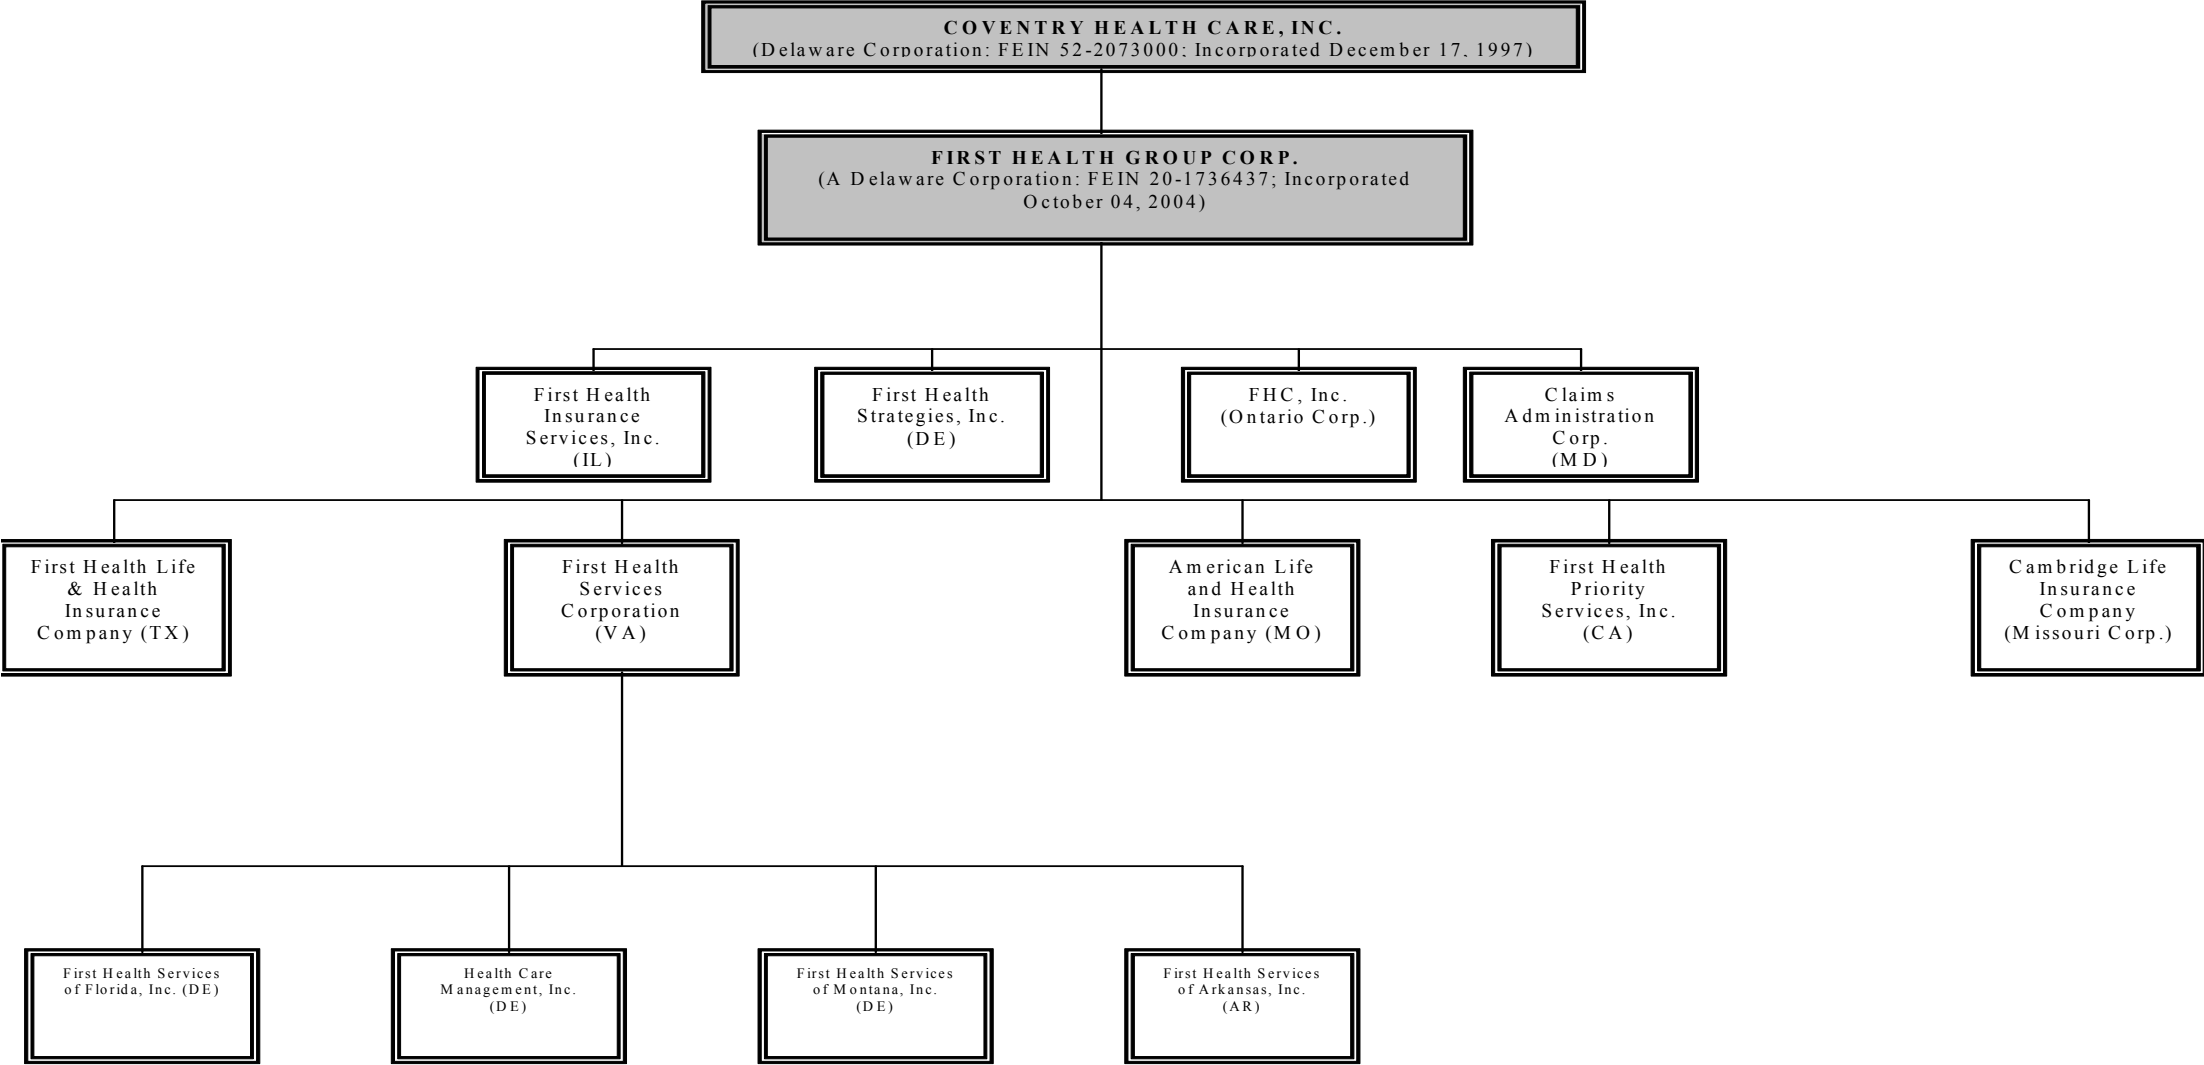 COVENTRY HEALTH CARE, INC.
(Delaware Corporation: FEIN 52-2073000; Incorporated December 17, 1997)
FIRST HEALTH GROUP CORP.
(A Delaware Corporation: FEIN 20-1736437; Incorporated
October 04, 2004)
First Health
Insurance
Services, Inc.
(IL)
First Health
Strategies, Inc.
(DE)
FHC, Inc.
(Ontario Corp.)
Claims
Administration
Corp.
(MD)
First Health Life
& Health
Insurance
Company (TX)
First Health
Services
Corporation
(VA)
American Life
and Health
Insurance
Company (MO)
First Health
Priority
Services, Inc.
(CA)
Cambridge Life
Insurance
Company
(Missouri Corp.)
First Health Services
of Florida, Inc. (DE)
Health Care
Management, Inc.
(DE)
First Health Services
of Montana, Inc.
(DE)
First Health Services
of Arkansas, Inc.
(AR)